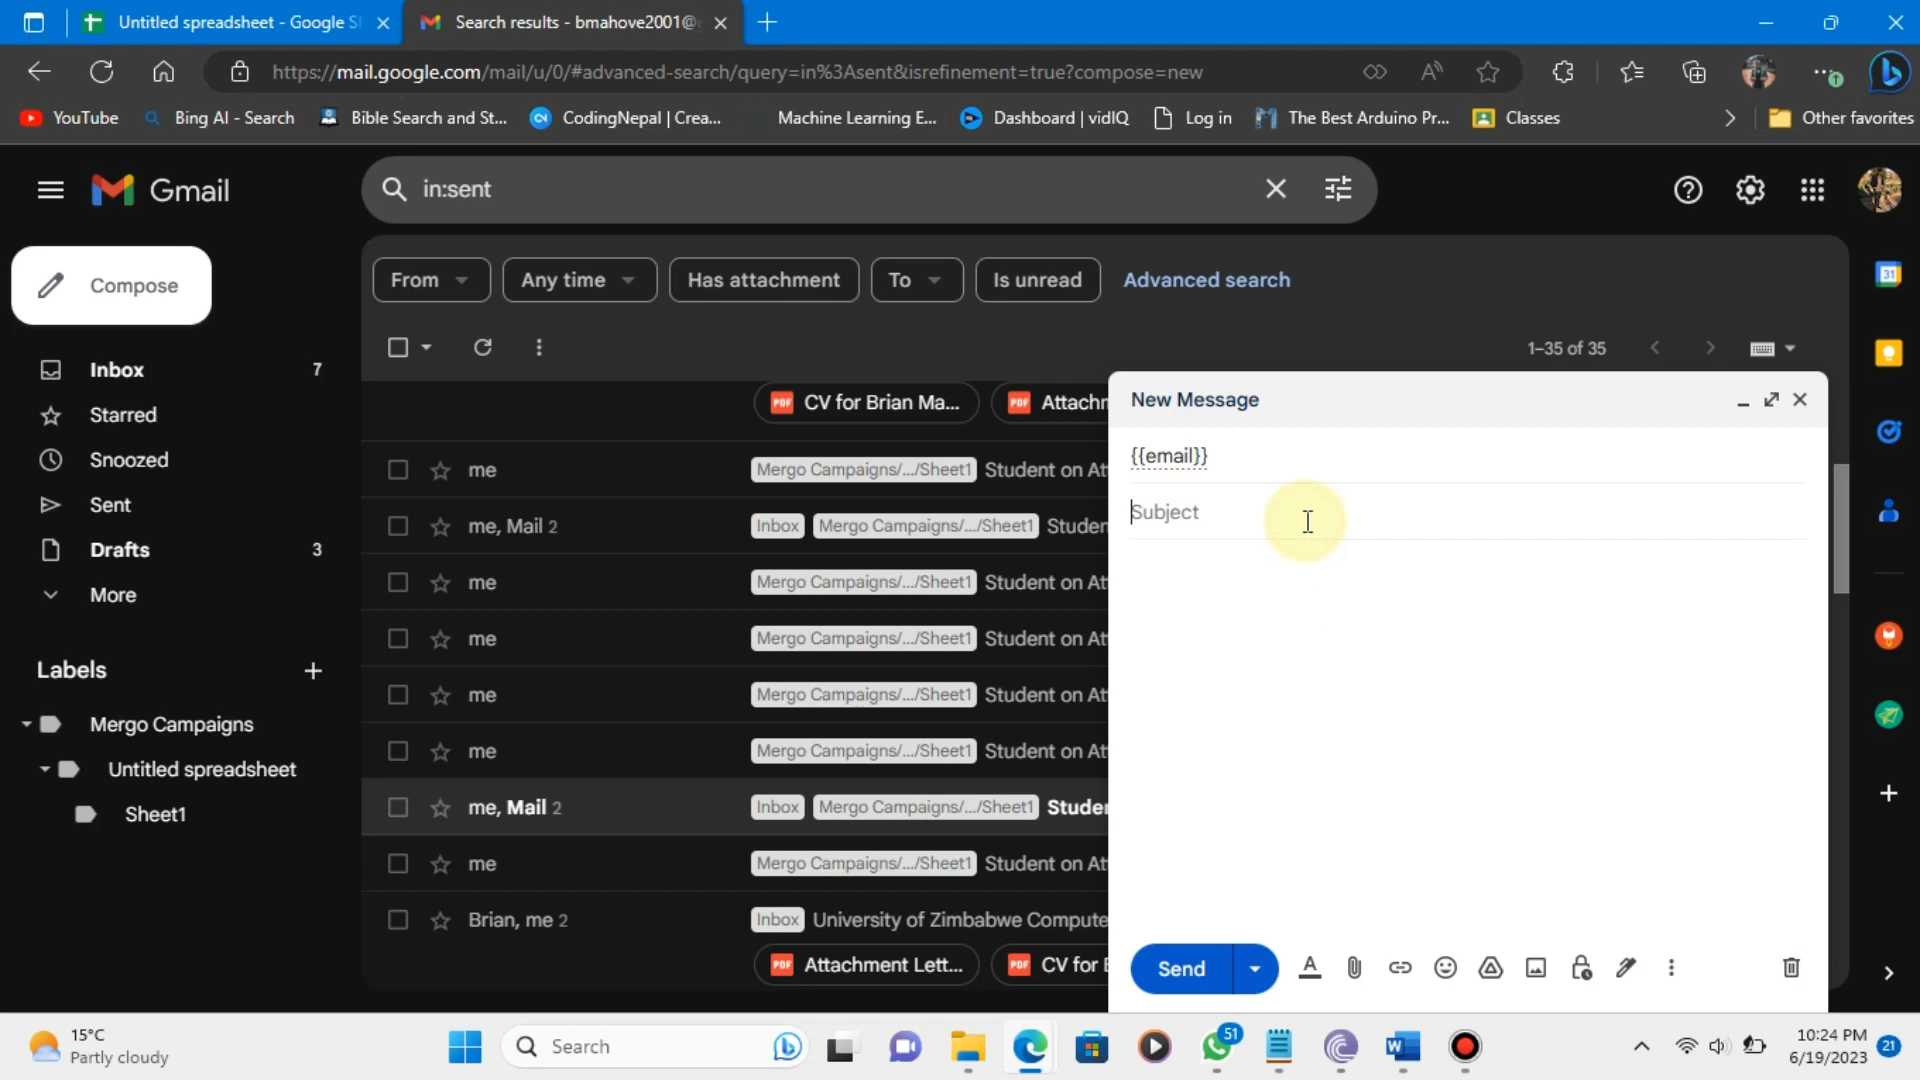 Untitled spreadsheet - Google S
Search results - bmahove2001@
https://mail.google.com/mail/u/0/#advanced-search/query=in%3Asent&isrefinement=true?compose=new
YouTube
Bing AI - Search
Bible Search and St...
CodingNepal | Crea...
Machine Learning E...
Dashboard | vidIQ
Log in
The Best Arduino Pr...
Classes
Other favorites
Gmail
in:sent
Compose
From
Any time
Has attachment
To
Is unread
Advanced search
1–35 of 35
Inbox 7
Starred
Snoozed
Sent
Drafts 3
More
Labels
Mergo Campaigns
Untitled spreadsheet
Sheet1
PDF CV for Brian Ma...
PDF Attachm
me Mergo Campaigns/.../Sheet1 Student on At
me, Mail 2 Inbox Mergo Campaigns/.../Sheet1 Studen
me Mergo Campaigns/.../Sheet1 Student on At
me Mergo Campaigns/.../Sheet1 Student on At
me Mergo Campaigns/.../Sheet1 Student on At
me Mergo Campaigns/.../Sheet1 Student on At
me, Mail 2 Inbox Mergo Campaigns/.../Sheet1 Studen
me Mergo Campaigns/.../Sheet1 Student on At
Brian, me 2 Inbox University of Zimbabwe Compute
PDF Attachment Lett...
PDF CV for B
New Message
{{email}}
Subject
Send
31
15°C
Partly cloudy
Search
51
10:24 PM
6/19/2023
21